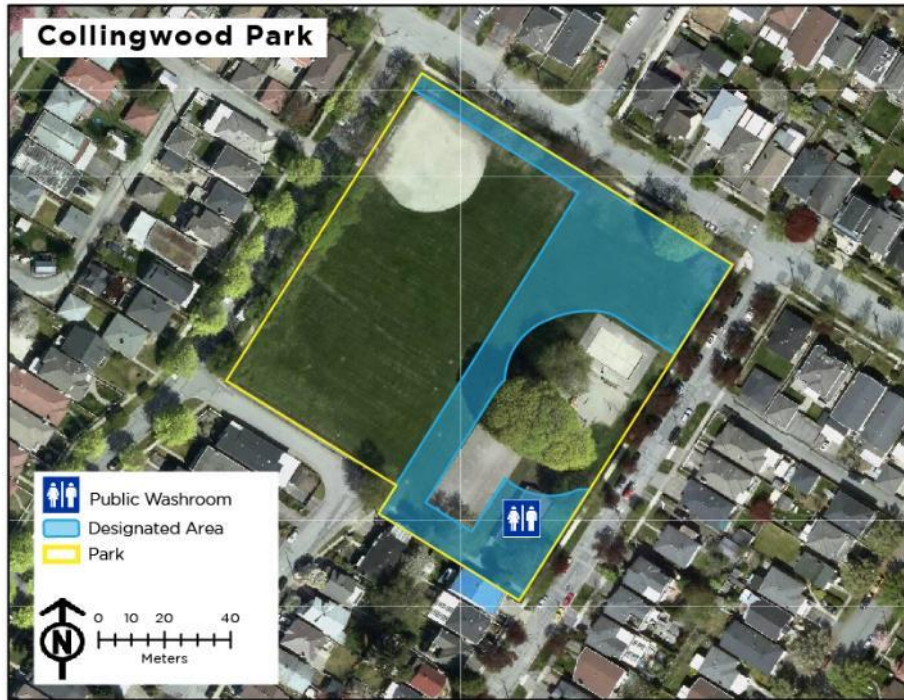 Collingwood Park
Public Washroom
Designated Area
Park
N
0 10 20 40
Meters